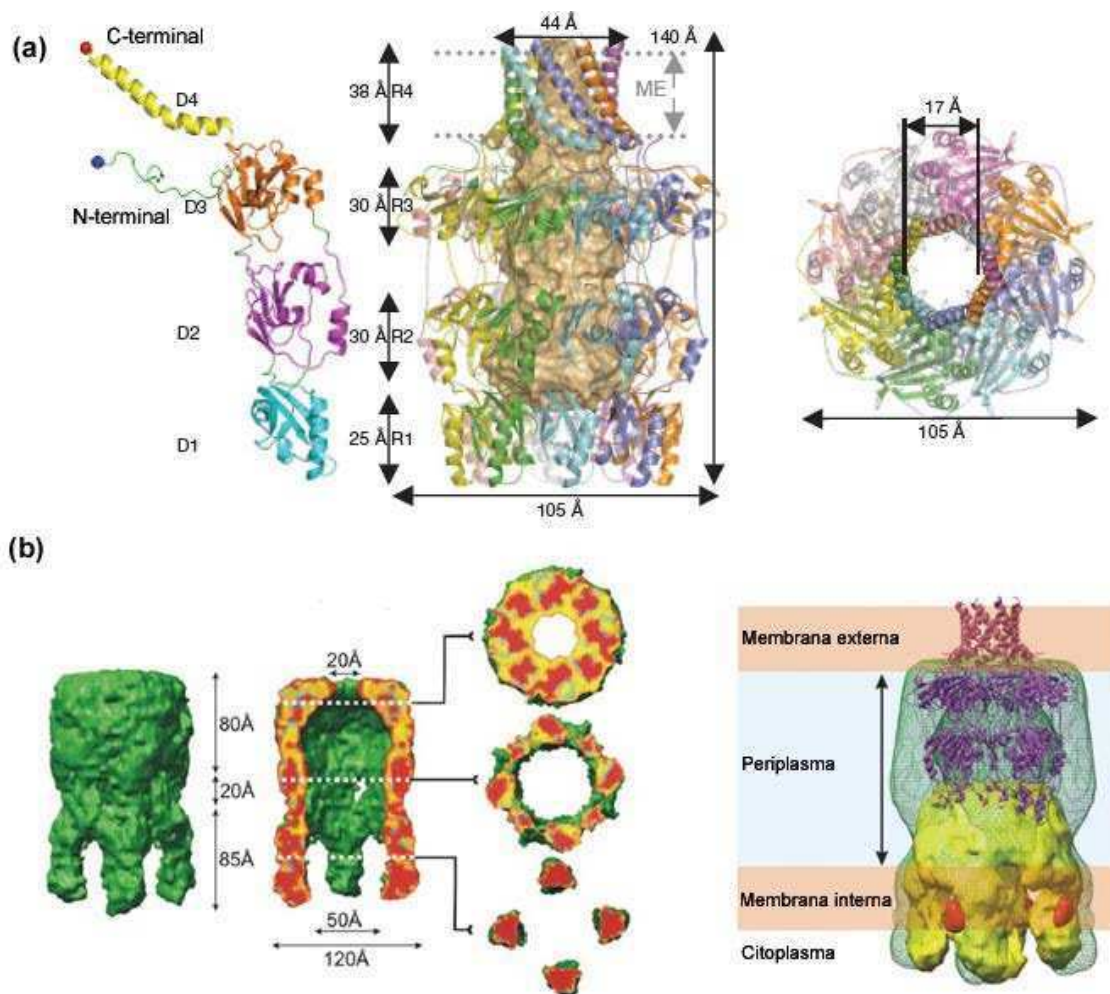 (a)
C-terminal
D4
N-terminal
D3
D2
D1
44 Å
140 Å
38 Å R4
ME
30 Å R3
30 Å R2
25 Å R1
105 Å
17 Å
105 Å
(b)
20Å
80Å
20Å
85Å
50Å
120Å
Membrana externa
Periplasma
Membrana interna
Citoplasma